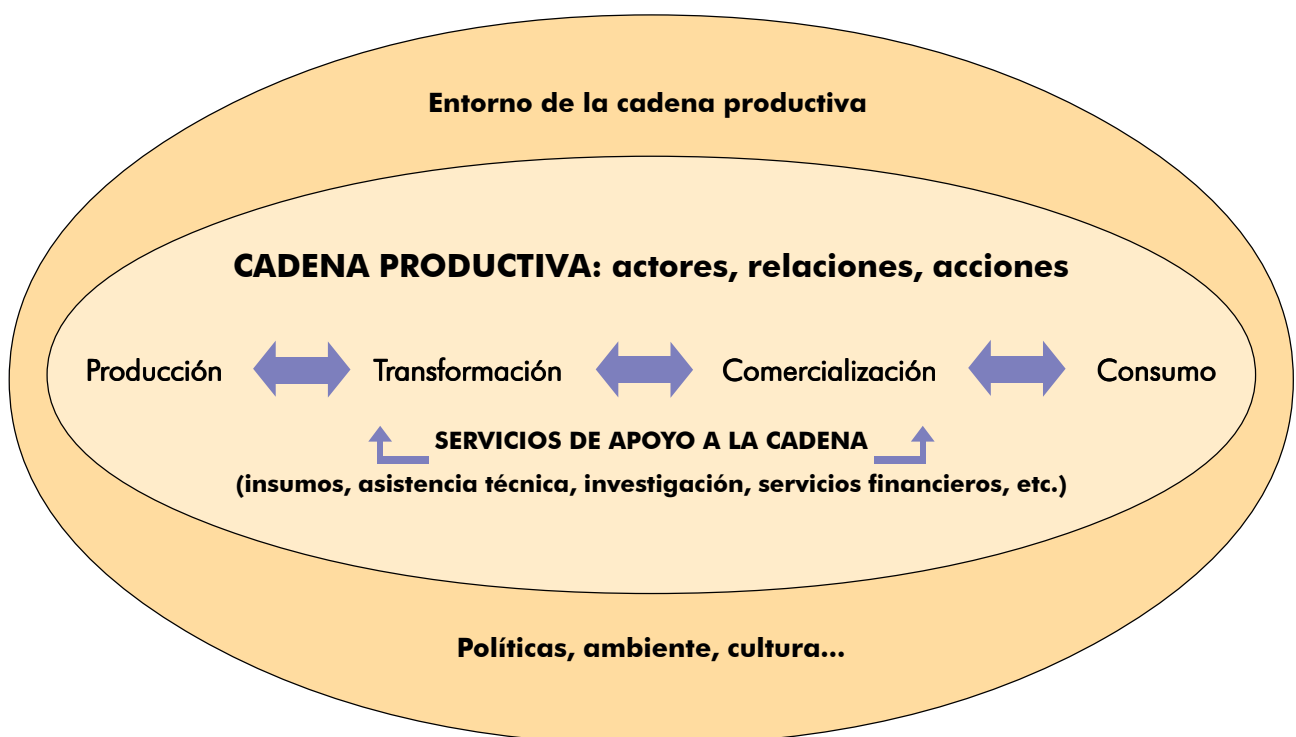 Entorno de la cadena productiva
CADENA PRODUCTIVA: actores, relaciones, acciones
Producción Transformación Comercialización Consumo
SERVICIOS DE APOYO A LA CADENA
(insumos, asistencia técnica, investigación, servicios financieros, etc.)
Políticas, ambiente, cultura...